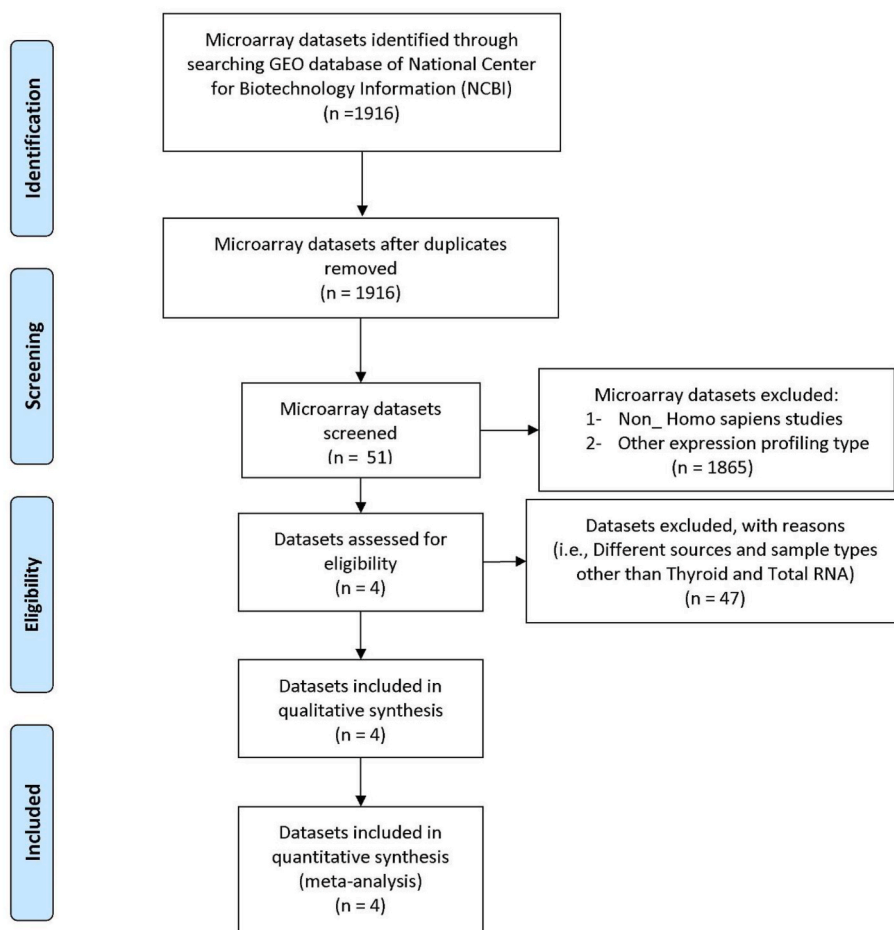 Identification
Microarray datasets identified through
searching GEO database of National Center
for Biotechnology Information (NCBI)
(n =1916)
Microarray datasets after duplicates
removed
(n = 1916)
Screening
Microarray datasets
screened
(n = 51)
Microarray datasets excluded:
1- Non_ Homo sapiens studies
2- Other expression profiling type
(n = 1865)
Eligibility
Datasets assessed for
eligibility
(n = 4)
Datasets excluded, with reasons
(i.e., Different sources and sample types
other than Thyroid and Total RNA)
(n = 47)
Datasets included in
qualitative synthesis
(n = 4)
Included
Datasets included in
quantitative synthesis
(meta-analysis)
(n = 4)